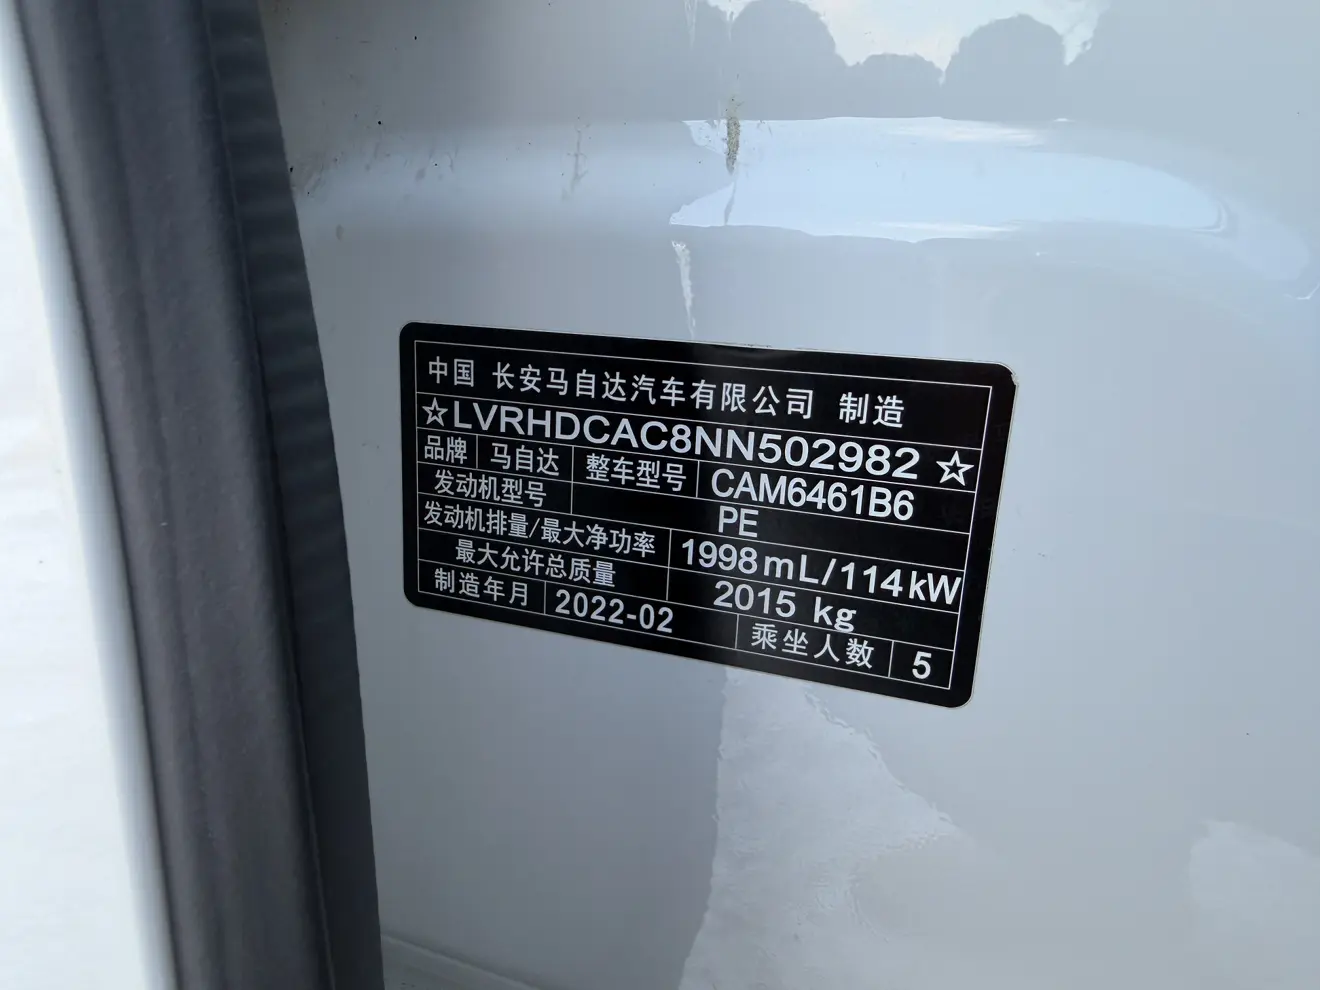 中国 长安马自达汽车有限公司 制造
☆LVRHDCAC8NN502982☆
品牌 马自达 整车型号 CAM6461B6
发动机型号 PE
发动机排量/最大净功率 1998mL/114kW
最大允许总质量 2015 kg
制造年月 2022-02 乘坐人数 5